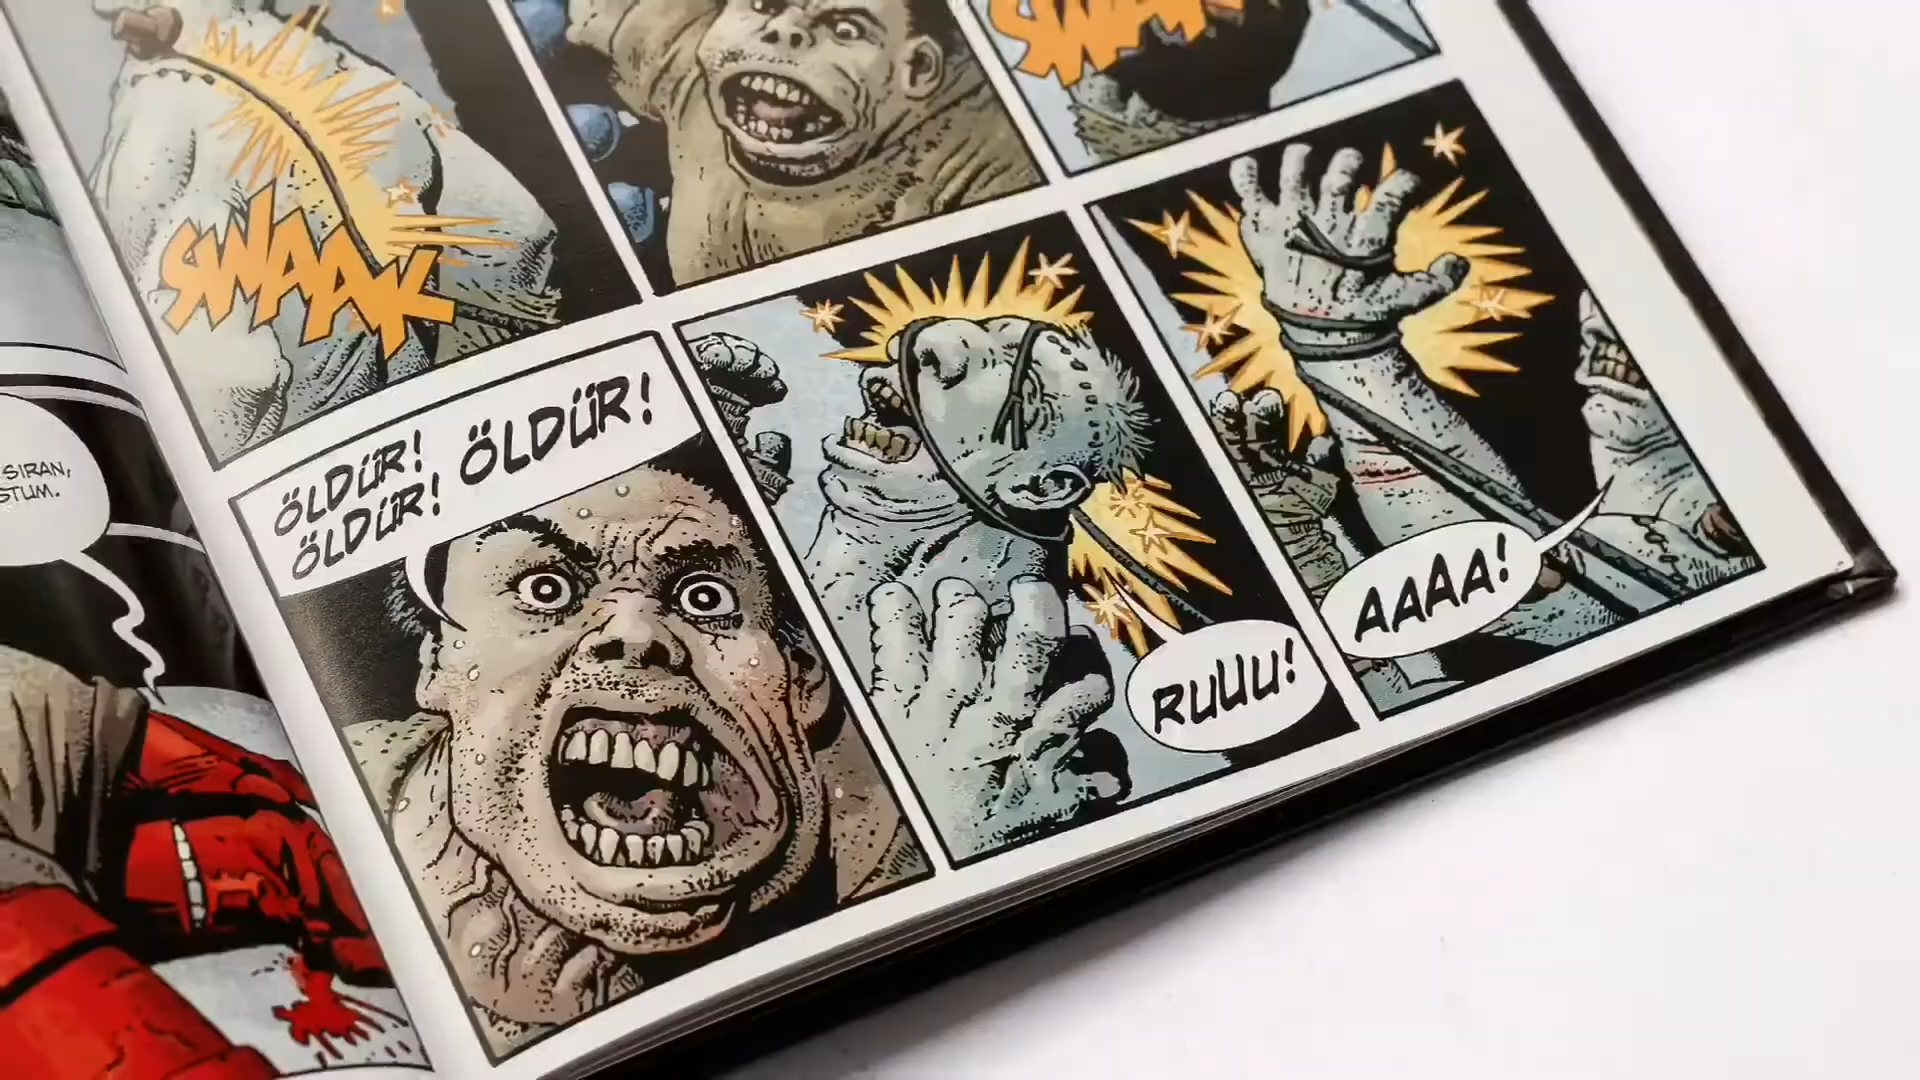 SIRAN,
STUM.
SWAAK
ÖLDÜR!
ÖLDÜR! ÖLDÜR!
RUUU!
AAAA!